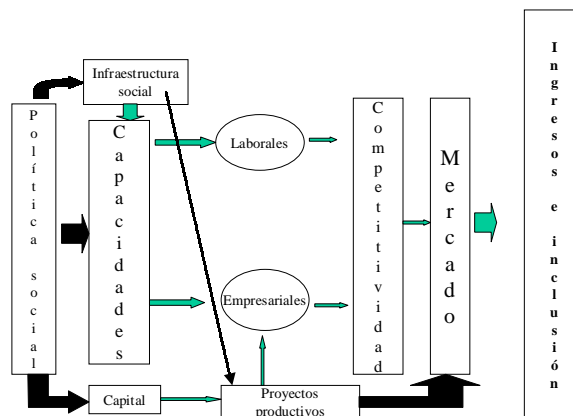 Infraestructura
social
Política social
Capacidades
Laborales
Empresariales
Capital
Proyectos
productivos
Competitividad
Mercado
Ingresos e inclusión